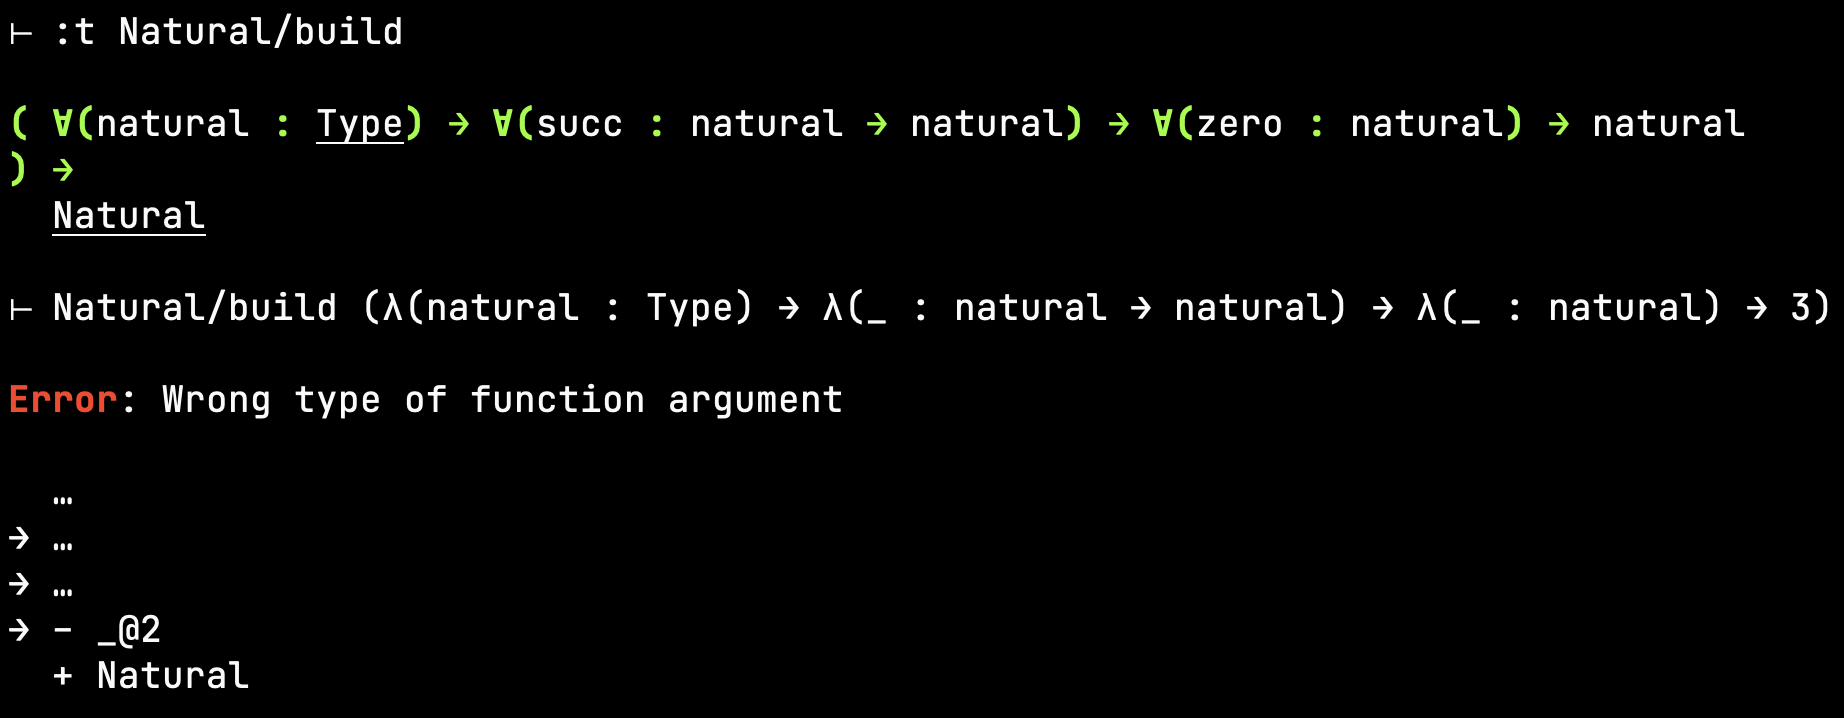 ⊢ :t Natural/build
( ∀(natural : Type) → ∀(succ : natural → natural) → ∀(zero : natural) → natural
) →
  Natural
⊢ Natural/build (λ(natural : Type) → λ(_ : natural → natural) → λ(_ : natural) → 3)
Error: Wrong type of function argument
  …
→ …
→ …
→ - _@2
  + Natural